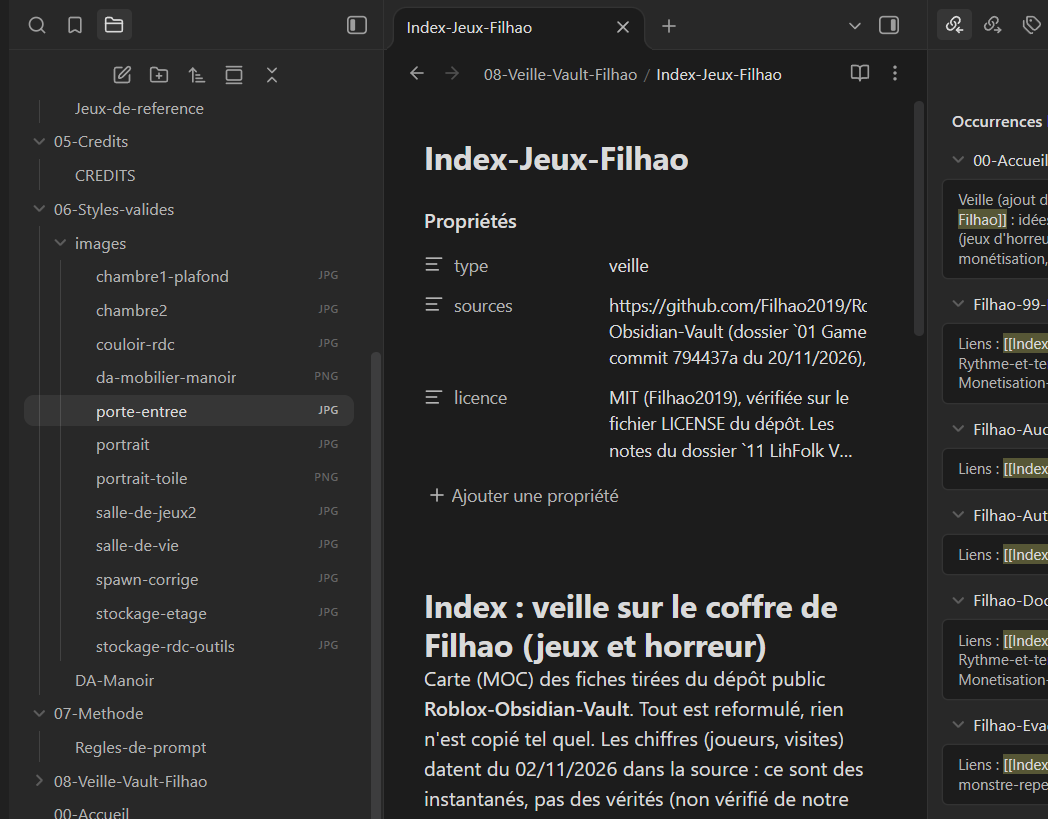 Index-Jeux-Filhao
08-Veille-Vault-Filhao / Index-Jeux-Filhao
Jeux-de-reference
05-Credits
CREDITS
06-Styles-valides
images
chambre1-plafond JPG
chambre2 JPG
couloir-rdc JPG
da-mobilier-manoir PNG
porte-entree JPG
portrait JPG
portrait-toile PNG
salle-de-jeux2 JPG
salle-de-vie JPG
spawn-corrige JPG
stockage-etage JPG
stockage-rdc-outils JPG
DA-Manoir
07-Methode
Regles-de-prompt
08-Veille-Vault-Filhao
00-Accueil
Index-Jeux-Filhao
Propriétés
type veille
sources https://github.com/Filhao2019/Ro
Obsidian-Vault (dossier `01 Game
commit 794437a du 20/11/2026),
licence MIT (Filhao2019), vérifiée sur le
fichier LICENSE du dépôt. Les
notes du dossier `11 LihFolk V...
Ajouter une propriété
Index : veille sur le coffre de
Filhao (jeux et horreur)
Carte (MOC) des fiches tirées du dépôt public
Roblox-Obsidian-Vault. Tout est reformulé, rien
n'est copié tel quel. Les chiffres (joueurs, visites)
datent du 02/11/2026 dans la source : ce sont des
instantanés, pas des vérités (non vérifié de notre
Occurrences
00-Accueil
Veille (ajout d
Filhao]] : idées
(jeux d'horreu
monétisation,
Filhao-99-
Liens : [[Index
Rythme-et-te
Monetisation-
Filhao-Aud
Liens : [[Index
Filhao-Aut
Liens : [[Index
Filhao-Doo
Liens : [[Index
Rythme-et-te
Monetisation-
Filhao-Eva
Liens : [[Index
monstre-repe